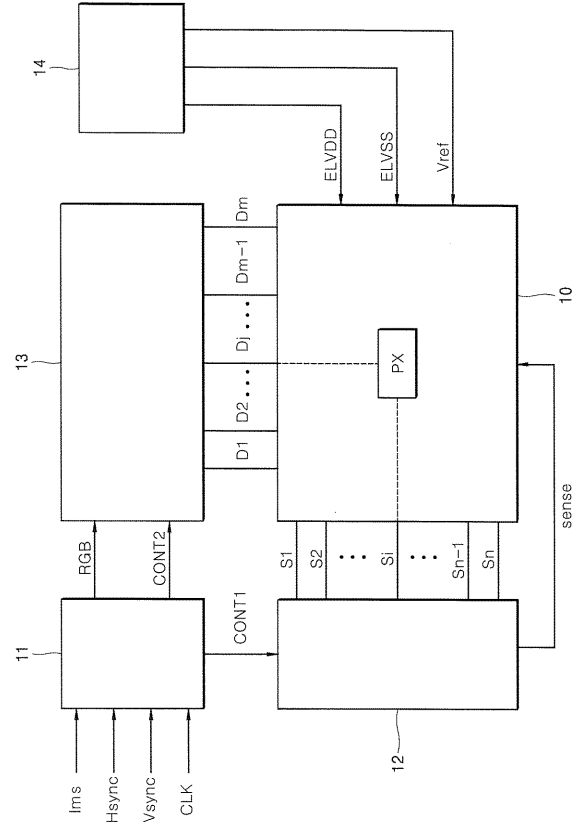 Ims
Hsync
Vsync
CLK
11
RGB
CONT2
CONT1
13
D1
D2
• • •
Dj
• • •
Dm-1
Dm
14
ELVDD
ELVSS
Vref
12
S1
S2
• • •
Si
• • •
Sn-1
Sn
PX
10
sense